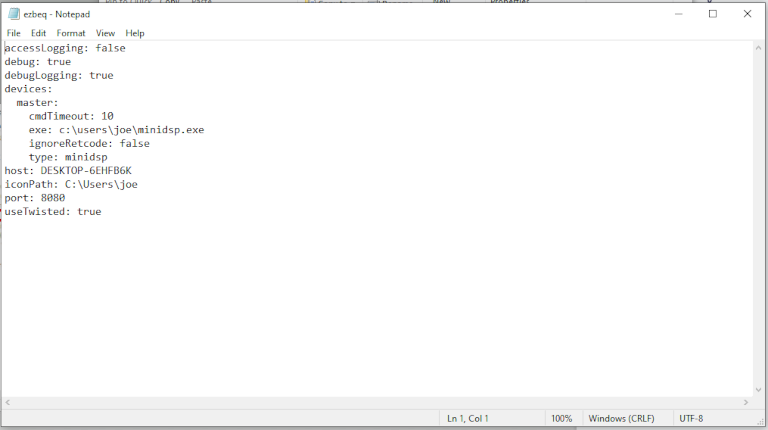 ezbeq - Notepad
File Edit Format View Help
accessLogging: false
debug: true
debugLogging: true
devices:
  master:
    cmdTimeout: 10
    exe: c:\users\joe\minidsp.exe
    ignoreRetcode: false
    type: minidsp
host: DESKTOP-6EHFB6K
iconPath: C:\Users\joe
port: 8080
useTwisted: true
Ln 1, Col 1 100% Windows (CRLF) UTF-8